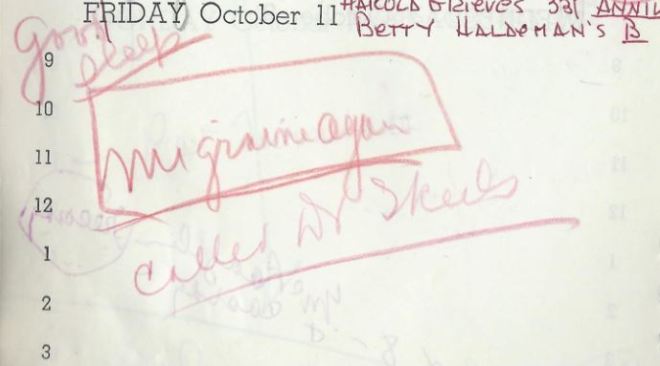 FRIDAY October 11 HAROLD GRIEVES 33rd ANNIV
BETTY HALDEMAN'S B
Good
sleep
9
10
migraine again
11
12
called Dr Skeels
1
2
3